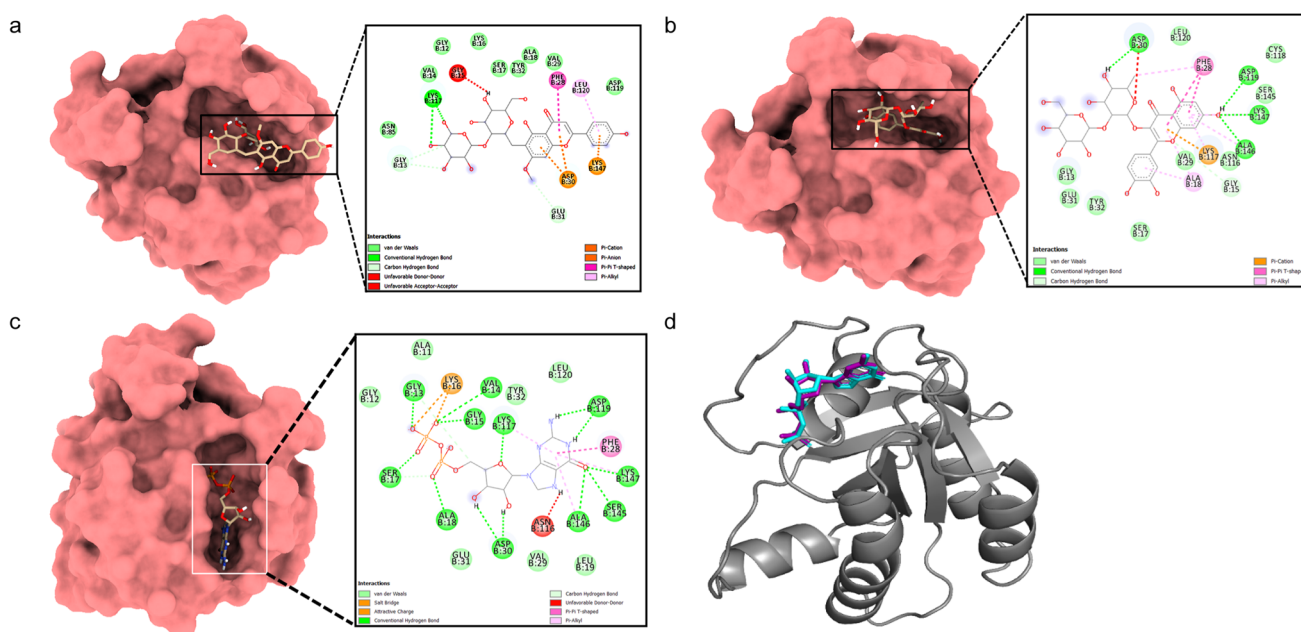 a
GLY
B:12
LYS
B:16
VAL
B:14
SER
B:17
TYR
B:32
ALA
B:18
VAL
B:29
PHE
B:28
LEU
B:120
ASP
B:119
LYS
B:117
ASN
B:85
GLY
B:13
ASP
B:30
LYS
B:147
GLU
B:31
Interactions
van der Waals
Conventional Hydrogen Bond
Carbon Hydrogen Bond
Unfavorable Donor-Donor
Unfavorable Acceptor-Acceptor
Pi-Cation
Pi-Anion
Pi-Pi T-shaped
Pi-Alkyl
b
ASP
B:30
LEU
B:120
PHE
B:28
CYS
B:118
ASP
B:119
SER
B:145
LYS
B:147
H
H
ALA
B:146
LYS
B:117
VAL
B:29
ASN
B:116
GLY
B:15
ALA
B:18
GLY
B:13
GLU
B:31
TYR
B:32
SER
B:17
Interactions
van der Waals
Conventional Hydrogen Bond
Carbon Hydrogen Bond
Pi-Cation
Pi-Pi T-shaped
Pi-Alkyl
c
ALA
B:11
GLY
B:12
GLY
B:13
LYS
B:16
VAL
B:14
TYR
B:32
LEU
B:120
GLY
B:15
LYS
B:117
ASP
B:119
PHE
B:28
SER
B:17
LYS
B:147
ALA
B:18
ASN
B:116
ALA
B:146
SER
B:145
GLU
B:31
ASP
B:30
VAL
B:29
LEU
B:19
Interactions
van der Waals
Salt Bridge
Attractive Charge
Conventional Hydrogen Bond
Carbon Hydrogen Bond
Unfavorable Donor-Donor
Pi-Pi T-shaped
Pi-Alkyl
d